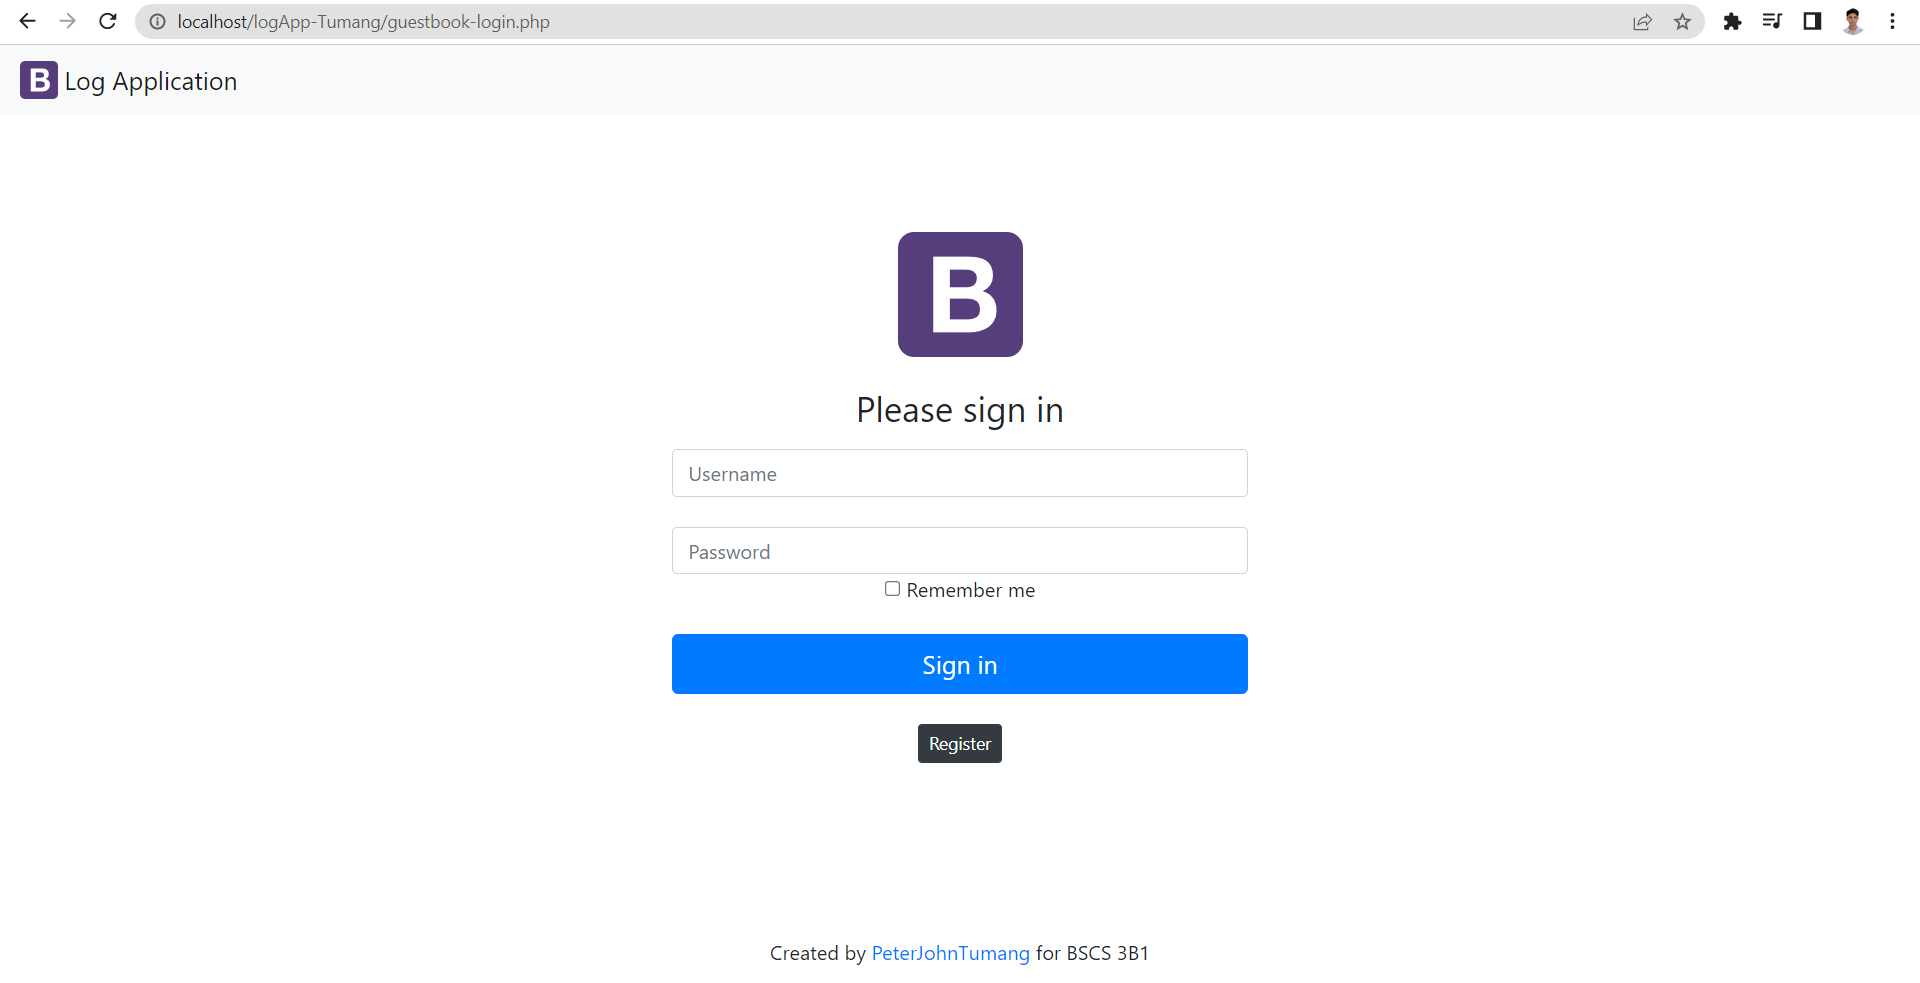 localhost/logApp-Tumang/guestbook-login.php
B Log Application
B
Please sign in
Username
Password
Remember me
Sign in
Register
Created by PeterJohnTumang for BSCS 3B1